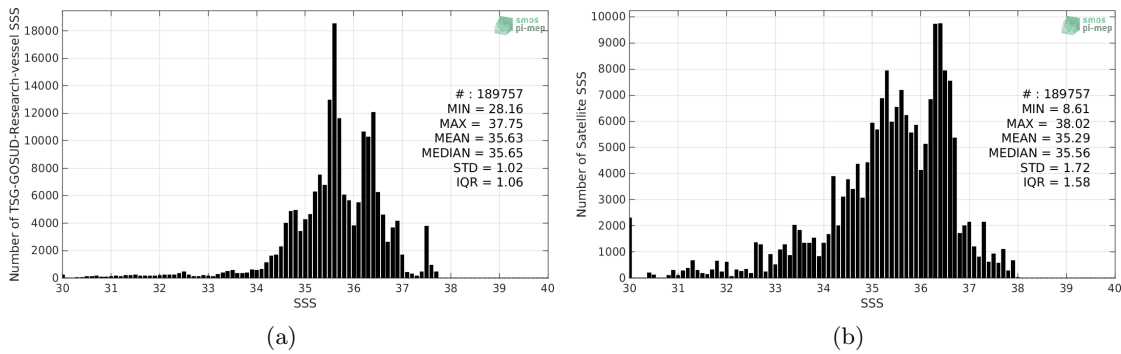 Number of TSG-GOSUD-Research-vessel SSS
18000
16000
14000
12000
10000
8000
6000
4000
2000
0
30 31 32 33 34 35 36 37 38 39 40
SSS
smos
pi-mep
# : 189757
MIN = 28.16
MAX = 37.75
MEAN = 35.63
MEDIAN = 35.65
STD = 1.02
IQR = 1.06
(a)
Number of Satellite SSS
10000
9000
8000
7000
6000
5000
4000
3000
2000
1000
0
30 31 32 33 34 35 36 37 38 39 40
SSS
smos
pi-mep
# : 189757
MIN = 8.61
MAX = 38.02
MEAN = 35.29
MEDIAN = 35.56
STD = 1.72
IQR = 1.58
(b)